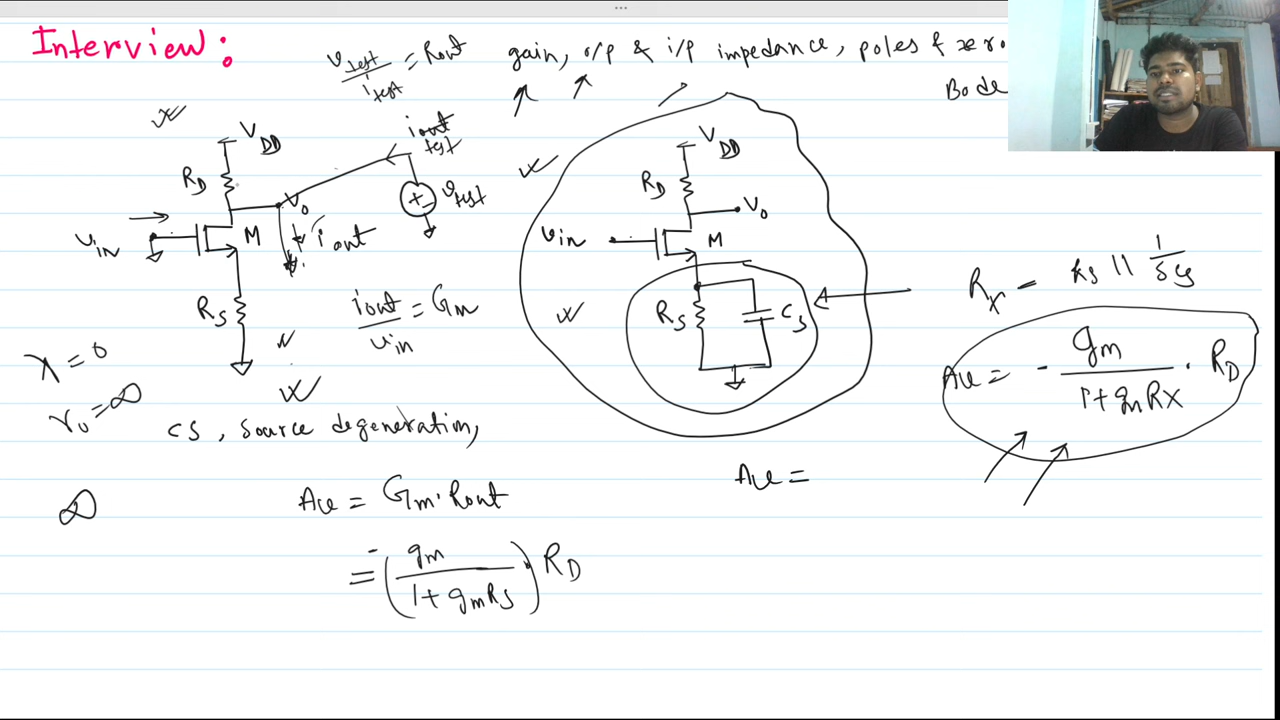 Interview:
vtest/itest = Rout
gain, o/p & i/p impedance, poles & zero
Bode
VDD
RD
Vo
iout
test
vtest
vin
M
iout
RS
iout/vin = Gm
λ = 0
ro = ∞
CS, source degeneration,
∞
Av = Gm.Rout
= -(gm/(1+gmRS)).RD
VDD
RD
Vo
vin
M
RS
CS
Av =
RX = RS || 1/SCS
Av = - gm/(1+gmRX) . RD